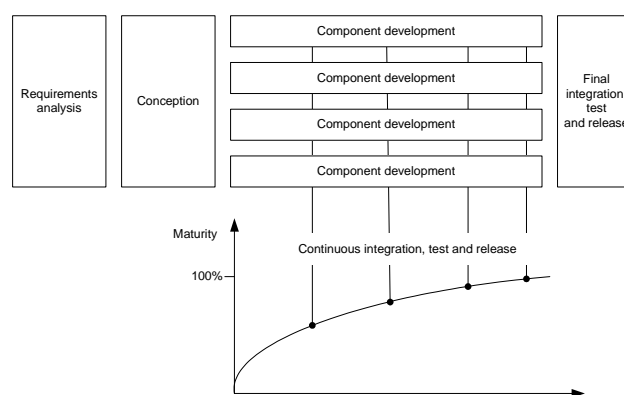 Requirements
analysis
Conception
Component development
Component development
Component development
Component development
Final
integration,
test
and release
Maturity
Continuous integration, test and release
100%